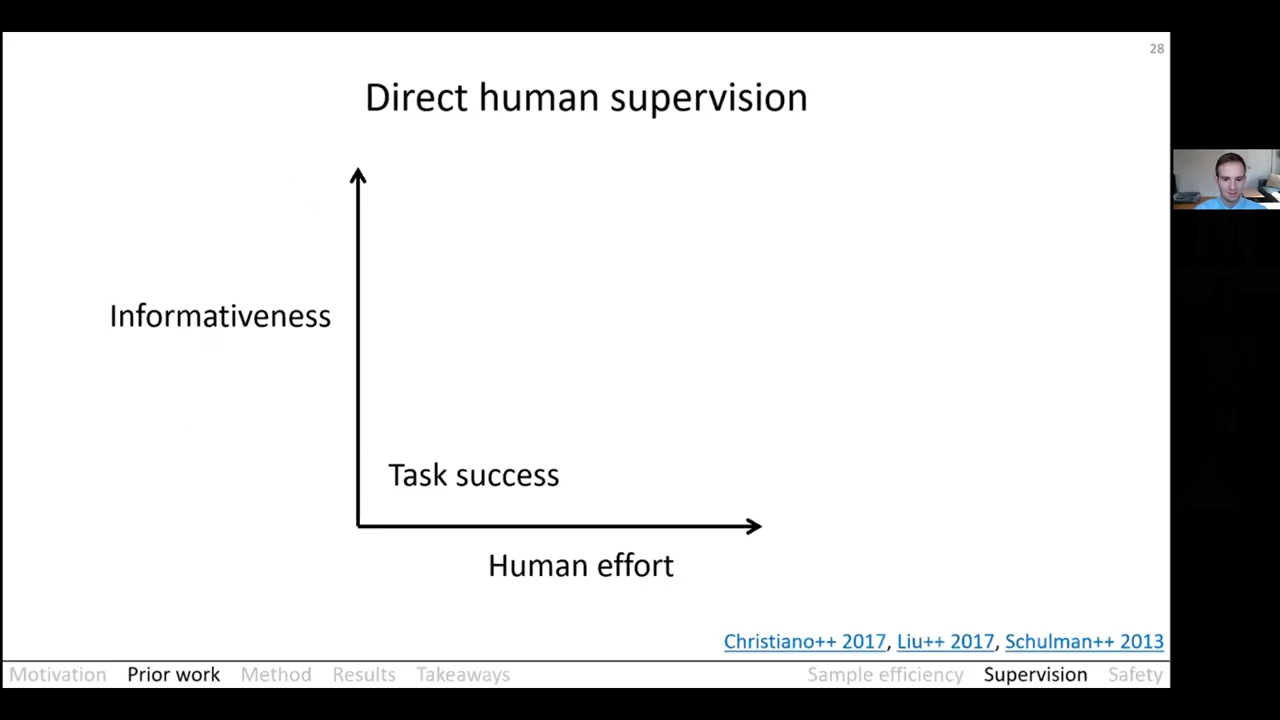 28
Direct human supervision
Informativeness
Task success
Human effort
Christiano++ 2017, Liu++ 2017, Schulman++ 2013
Motivation Prior work Method Results Takeaways Sample efficiency Supervision Safety